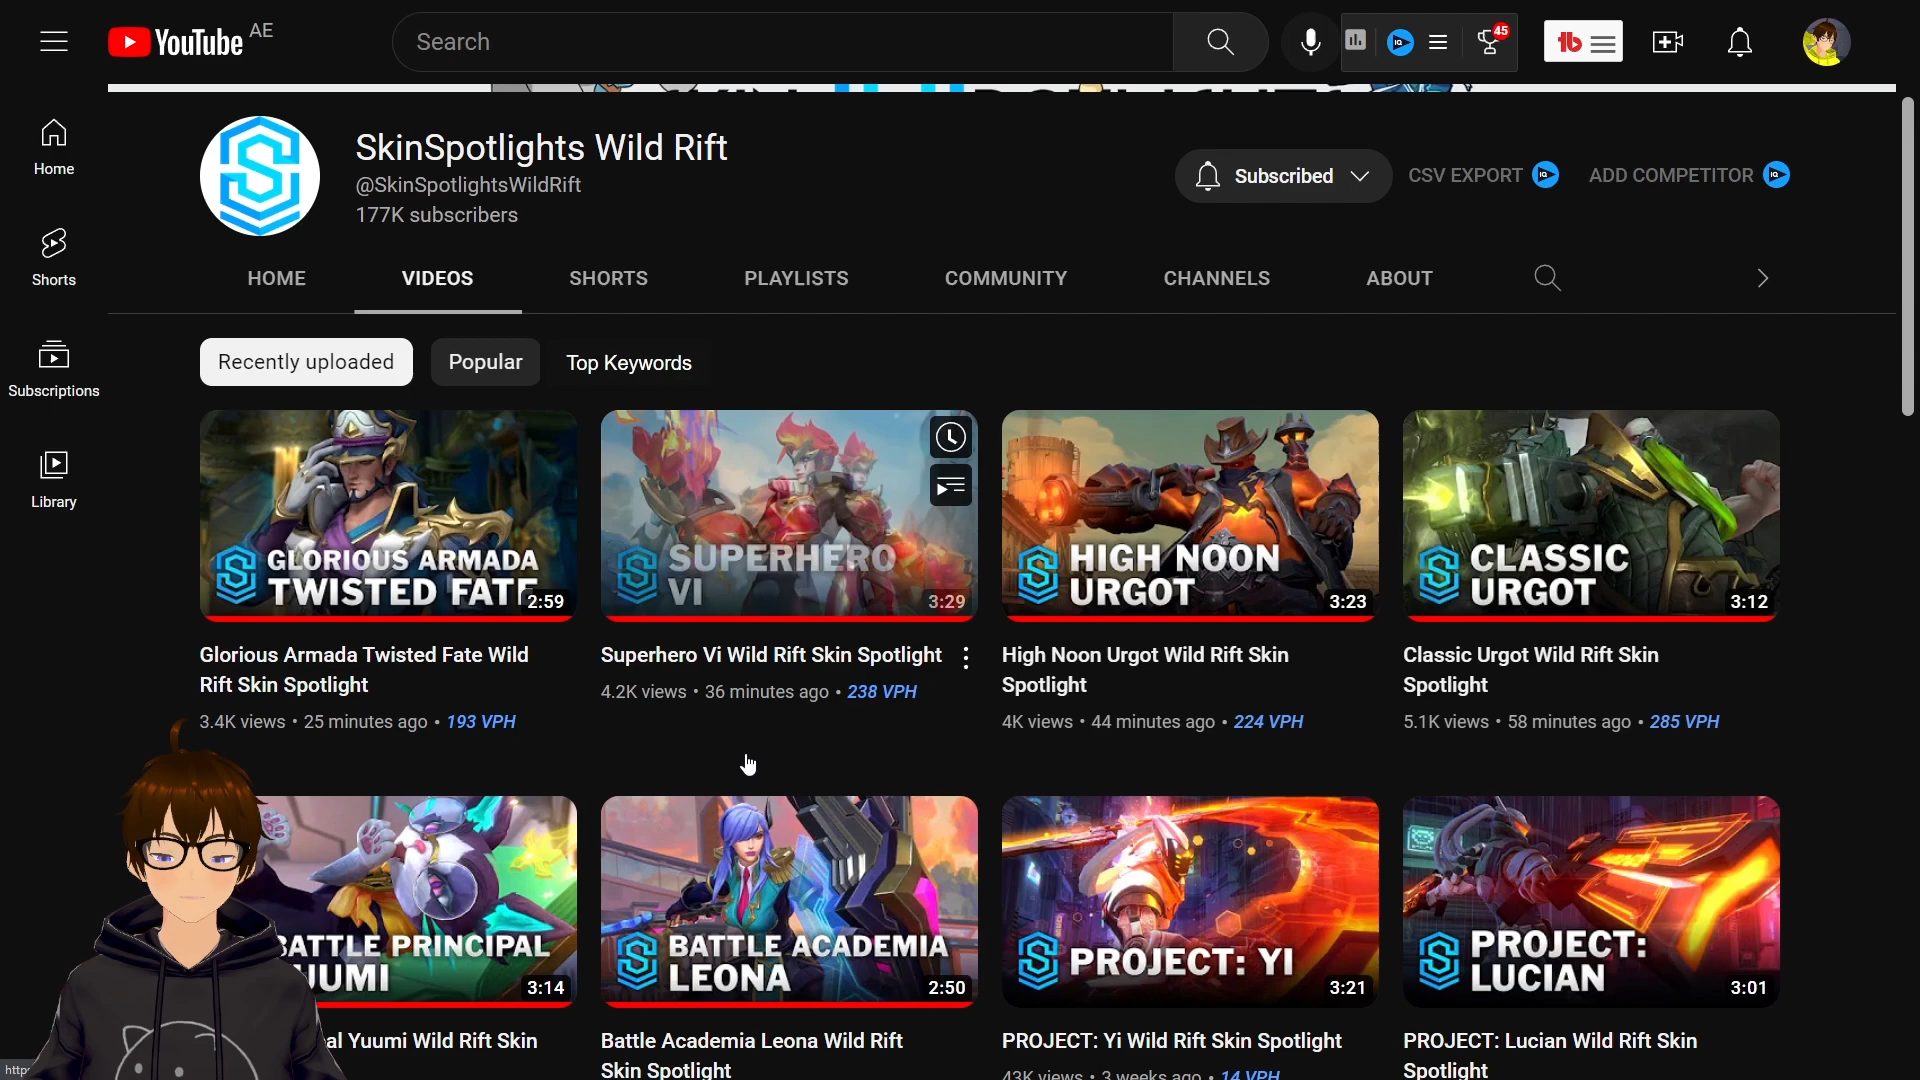 YouTube AE
Search
45
tb
Home
Shorts
Subscriptions
Library
SkinSpotlights Wild Rift
@SkinSpotlightsWildRift
177K subscribers
Subscribed
CSV EXPORT
ADD COMPETITOR
HOME VIDEOS SHORTS PLAYLISTS COMMUNITY CHANNELS ABOUT
Recently uploaded Popular Top Keywords
GLORIOUS ARMADA
TWISTED FATE
2:59
SUPERHERO
VI
3:29
HIGH NOON
URGOT
3:23
CLASSIC
URGOT
3:12
Glorious Armada Twisted Fate Wild
Rift Skin Spotlight
3.4K views • 25 minutes ago • 193 VPH
Superhero Vi Wild Rift Skin Spotlight
4.2K views • 36 minutes ago • 238 VPH
High Noon Urgot Wild Rift Skin
Spotlight
4K views • 44 minutes ago • 224 VPH
Classic Urgot Wild Rift Skin
Spotlight
5.1K views • 58 minutes ago • 285 VPH
BATTLE PRINCIPAL
YUUMI
3:14
BATTLE ACADEMIA
LEONA
2:50
PROJECT: YI
3:21
PROJECT:
LUCIAN
3:01
al Yuumi Wild Rift Skin
Battle Academia Leona Wild Rift
Skin Spotlight
PROJECT: Yi Wild Rift Skin Spotlight
43K views • 3 weeks ago • 14 VPH
PROJECT: Lucian Wild Rift Skin
Spotlight
http